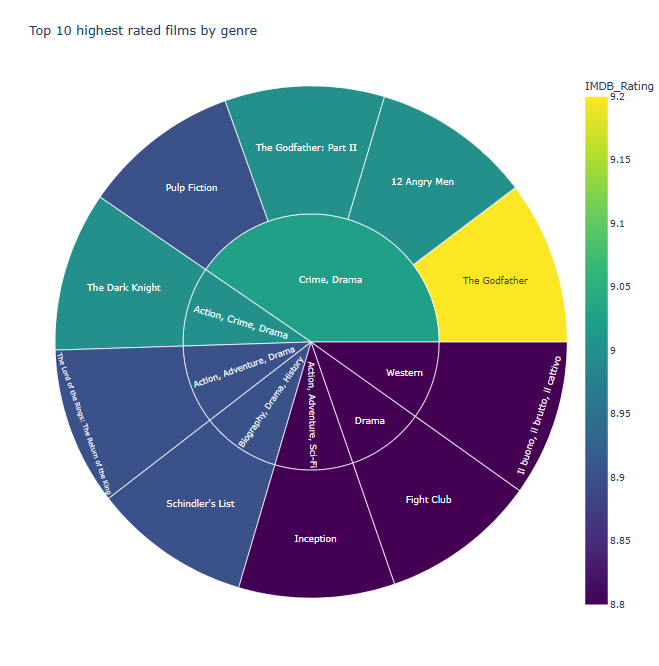 Top 10 highest rated films by genre
IMDB_Rating
9.2
9.15
9.1
9.05
9
8.95
8.9
8.85
8.8
The Godfather: Part II
12 Angry Men
Pulp Fiction
The Godfather
Crime, Drama
The Dark Knight
Action, Crime, Drama
The Lord of the Rings: The Return of the King
Action, Adventure, Drama
Biography, Drama, History
Action, Adventure, Sci-Fi
Western
Drama
Il buono, il brutto, il cattivo
Schindler's List
Fight Club
Inception